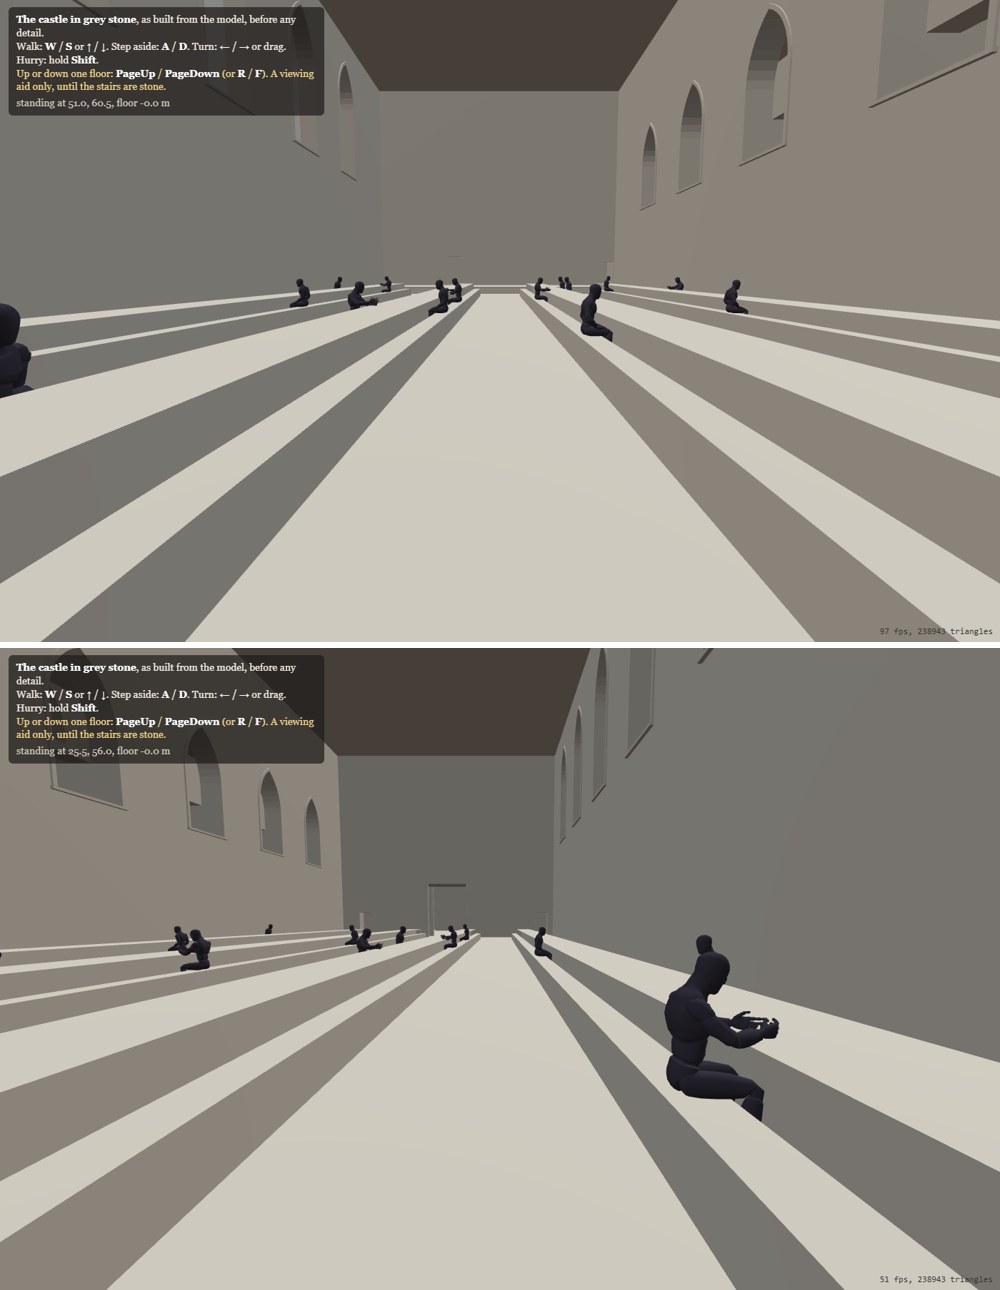 The castle in grey stone, as built from the model, before any
detail.
Walk: W / S or ↑ / ↓. Step aside: A / D. Turn: ← / → or drag.
Hurry: hold Shift.
Up or down one floor: PageUp / PageDown (or R / F). A viewing
aid only, until the stairs are stone.
standing at 51.0, 60.5, floor -0.0 m
97 fps, 238943 triangles
The castle in grey stone, as built from the model, before any
detail.
Walk: W / S or ↑ / ↓. Step aside: A / D. Turn: ← / → or drag.
Hurry: hold Shift.
Up or down one floor: PageUp / PageDown (or R / F). A viewing
aid only, until the stairs are stone.
standing at 25.5, 56.0, floor -0.0 m
51 fps, 238943 triangles